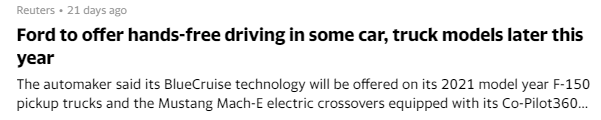 Reuters • 21 days ago
Ford to offer hands-free driving in some car, truck models later this
year
The automaker said its BlueCruise technology will be offered on its 2021 model year F-150
pickup trucks and the Mustang Mach-E electric crossovers equipped with its Co-Pilot360...